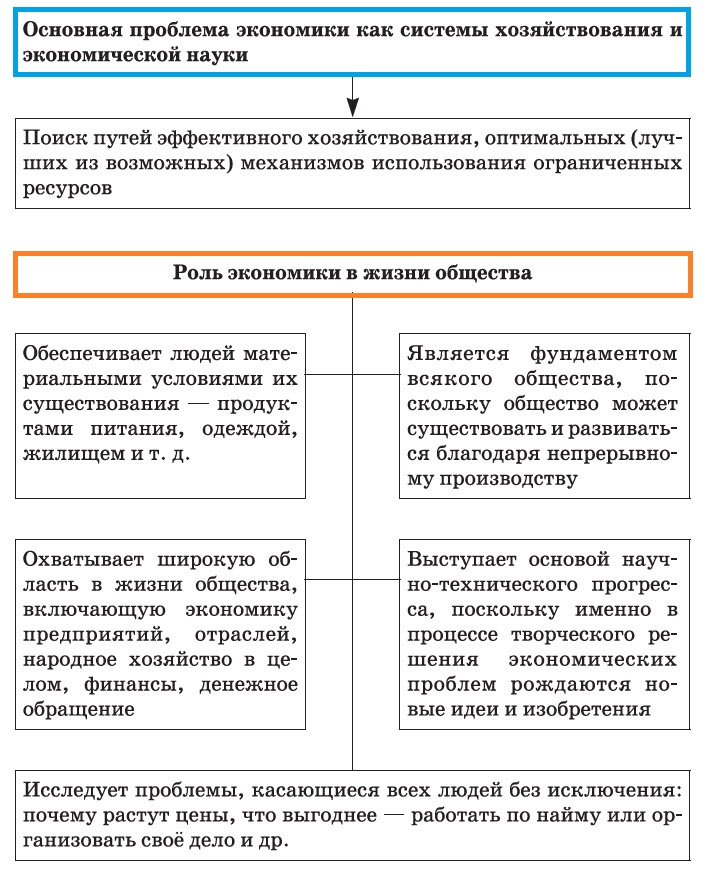 Основная проблема экономики как системы хозяйствования и
экономической науки
Поиск путей эффективного хозяйствования, оптимальных (луч-
ших из возможных) механизмов использования ограниченных
ресурсов
Роль экономики в жизни общества
Обеспечивает людей мате-
риальными условиями их
существования — продук-
тами питания, одеждой,
жилищем и т. д.
Является фундаментом
всякого общества, по-
скольку общество может
существовать и развивать-
ся благодаря непрерывно-
му производству
Охватывает широкую об-
ласть в жизни общества,
включающую экономику
предприятий, отраслей,
народное хозяйство в це-
лом, финансы, денежное
обращение
Выступает основой науч-
но-технического прогрес-
са, поскольку именно в
процессе творческого ре-
шения экономических
проблем рождаются но-
вые идеи и изобретения
Исследует проблемы, касающиеся всех людей без исключения:
почему растут цены, что выгоднее — работать по найму или ор-
ганизовать своё дело и др.